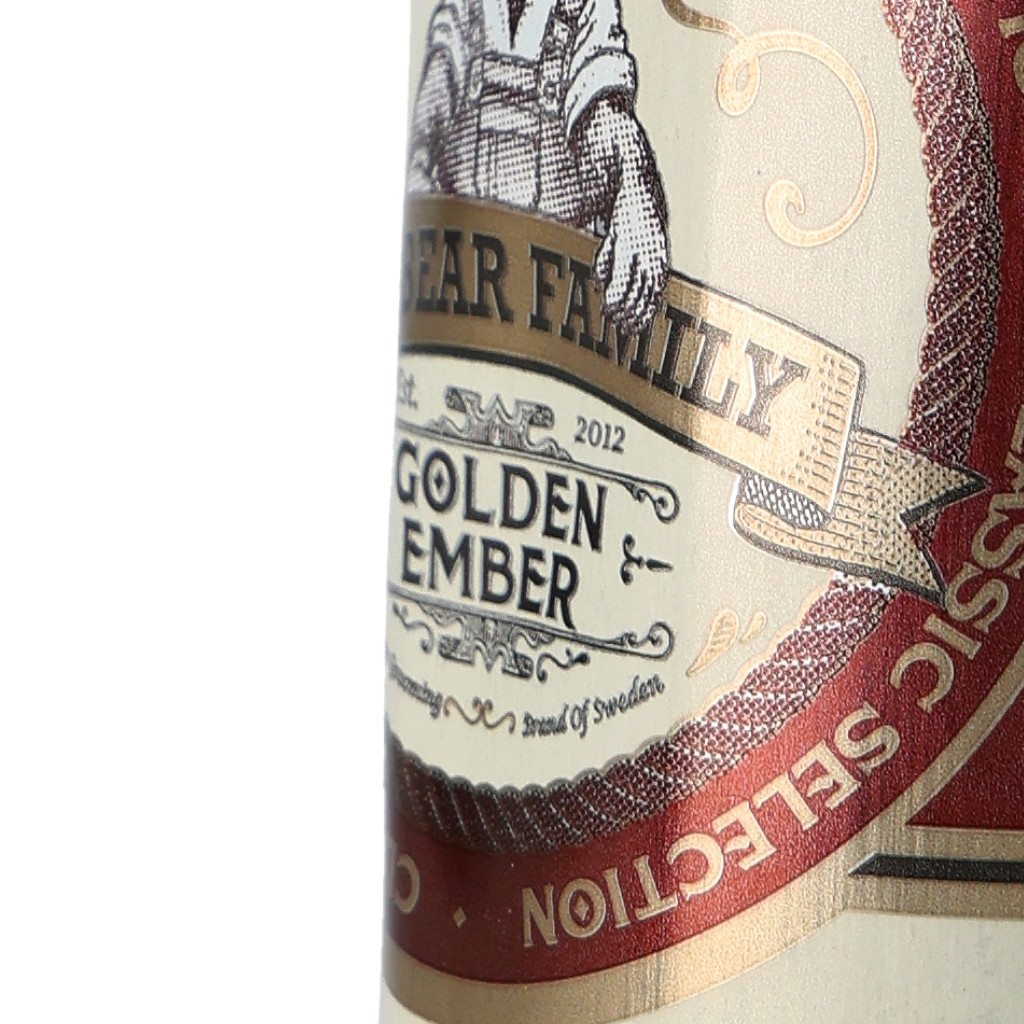 BEAR FAMILY
Est. 2012
GOLDEN
EMBER
Brand Of Sweden
CLASSIC SELECTION